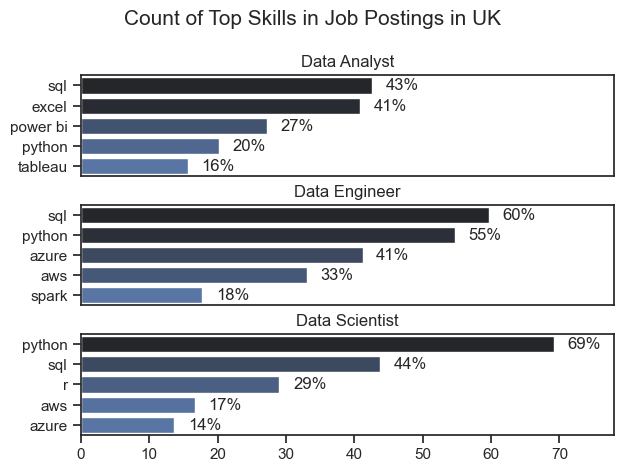 Count of Top Skills in Job Postings in UK
Data Analyst
sql 43%
excel 41%
power bi 27%
python 20%
tableau 16%
Data Engineer
sql 60%
python 55%
azure 41%
aws 33%
spark 18%
Data Scientist
python 69%
sql 44%
r 29%
aws 17%
azure 14%
0 10 20 30 40 50 60 70